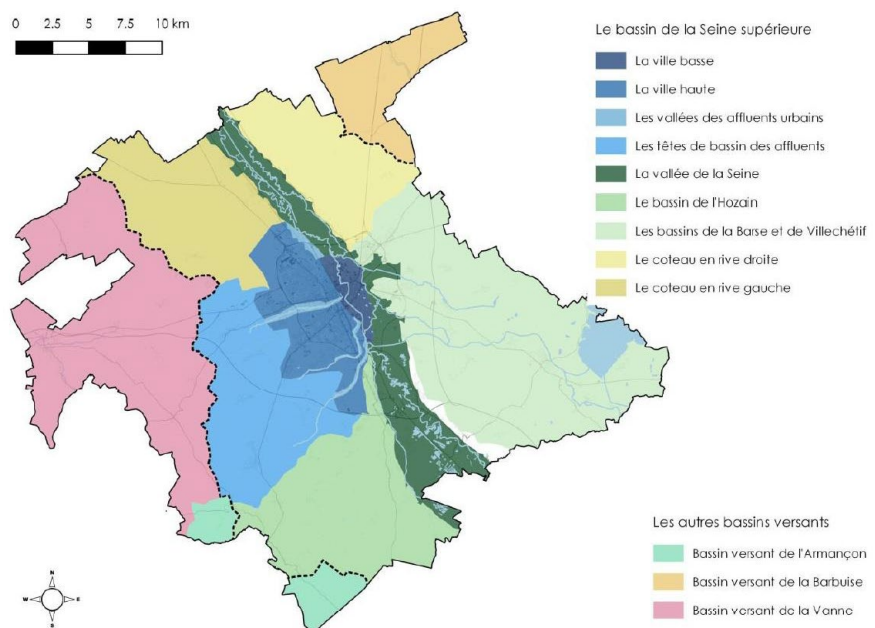 0 2.5 5 7.5 10 km
Le bassin de la Seine supérieure
La ville basse
La ville haute
Les vallées des affluents urbains
Les têtes de bassin des affluents
La vallée de la Seine
Le bassin de l'Hozain
Les bassins de la Barse et de Villechétif
Le coteau en rive droite
Le coteau en rive gauche
Les autres bassins versants
Bassin versant de l'Armançon
Bassin versant de la Barbuise
Bassin versant de la Vanne
N
W
E
S